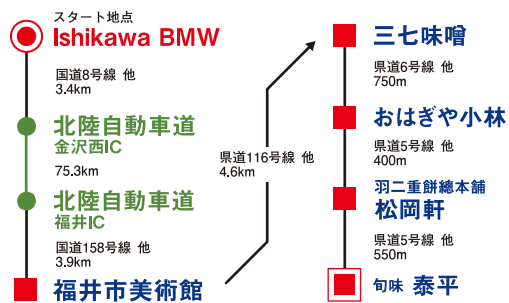 スタート地点
Ishikawa BMW
国道8号線 他
3.4km
北陸自動車道
金沢西IC
75.3km
北陸自動車道
福井IC
国道158号線 他
3.9km
福井市美術館
県道116号線 他
4.6km
三七味噌
県道6号線 他
750m
おはぎや小林
県道5号線 他
400m
羽二重餅總本舗
松岡軒
県道5号線 他
550m
旬味 泰平